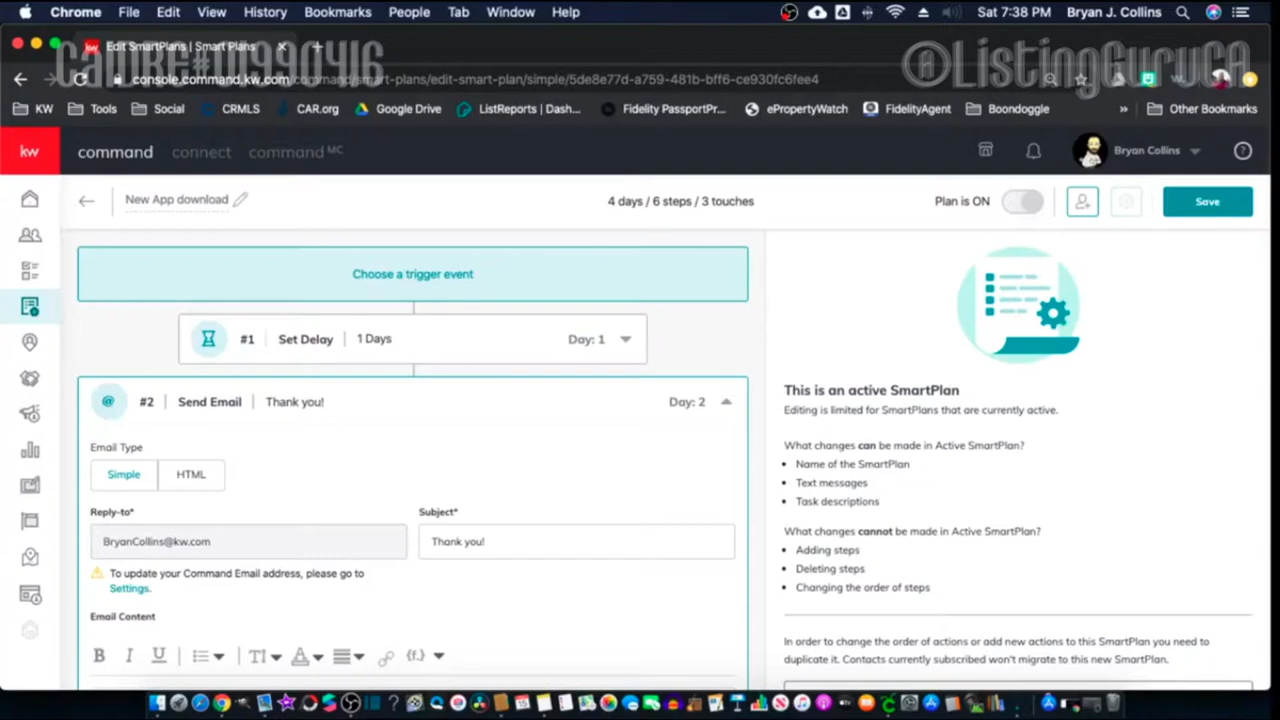 Chrome File Edit View History Bookmarks People Tab Window Help Sat 7:38 PM Bryan J. Collins
Edit SmartPlans | Smart Plans
CalDRE#01990416 @ListingGuruCA
console.command.kw.com/command/smart-plans/edit-smart-plan/simple/5de8e77d-a759-481b-bff6-ce930fc6fee4
KW Tools Social CRMLS CAR.org Google Drive ListReports | Dash... Fidelity PassportPr... ePropertyWatch FidelityAgent Boondoggle » Other Bookmarks
kw command connect command MC Bryan Collins
New App download 4 days / 6 steps / 3 touches Plan is ON Save
Choose a trigger event
#1 Set Delay 1 Days Day: 1
#2 Send Email Thank you! Day: 2
Email Type
Simple HTML
Reply-to* Subject*
BryanCollins@kw.com Thank you!
To update your Command Email address, please go to
Settings.
Email Content
B I U
This is an active SmartPlan
Editing is limited for SmartPlans that are currently active.
What changes can be made in Active SmartPlan?
• Name of the SmartPlan
• Text messages
• Task descriptions
What changes cannot be made in Active SmartPlan?
• Adding steps
• Deleting steps
• Changing the order of steps
In order to change the order of actions or add new actions to this SmartPlan you need to
duplicate it. Contacts currently subscribed won't migrate to this new SmartPlan.